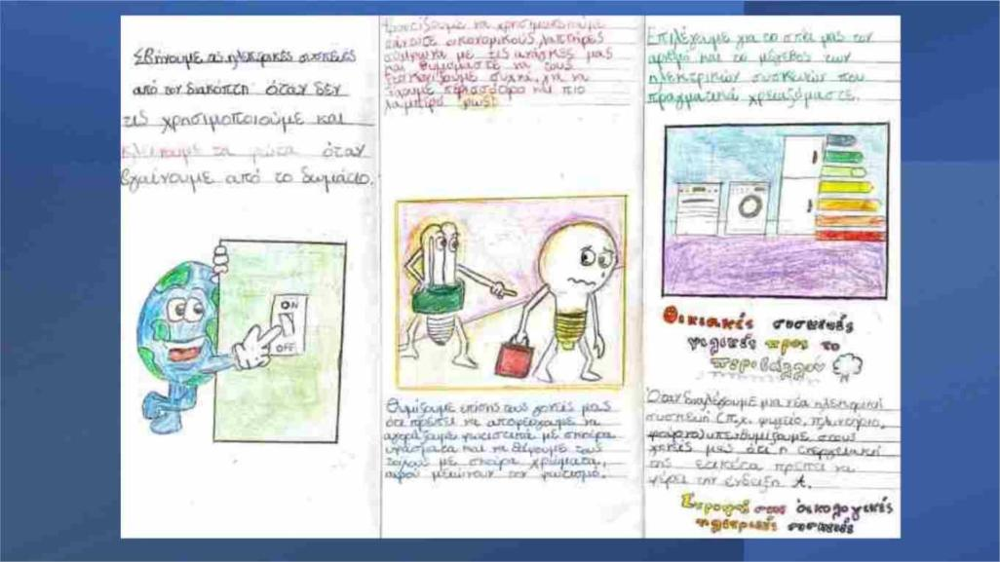 Σβήνουμε τις ηλεκτρικές συσκευές
από τον διακόπτη όταν δεν
τις χρησιμοποιούμε και
κλείνουμε τα φώτα όταν
βγαίνουμε από το δωμάτιο.
ON
OFF
Φροντίζουμε να χρησιμοποιούμε
πάντοτε οικονομικούς λαμπτήρες
σύμφωνα με τις ανάγκες μας
και θυμόμαστε να τους
ξεσκονίζουμε συχνά, για να
έχουμε περισσότερο και πιο
λαμπερό φως!
Θυμίζουμε επίσης τους γονείς μας
ότι πρέπει να αποφεύγουμε να
αγοράζουμε φωτιστικά με σκούρα
υφάσματα και να βάφουμε τους
τοίχους με σκούρα χρώματα,
αφού μειώνουν τον φωτισμό.
Επιλέγουμε για το σπίτι μας τον
αριθμό και το μέγεθος των
ηλεκτρικών συσκευών που
πραγματικά χρειαζόμαστε.
Οικιακές συσκευές
φιλικές προς το
περιβάλλον
Όταν διαλέγουμε μια νέα ηλεκτρική
συσκευή (π.χ. ψυγείο, πλυντήριο,
φούρνο) υπενθυμίζουμε στους
γονείς μας ότι η ενεργειακή
της ετικέτα πρέπει να
φέρει την ένδειξη Α.
Στροφή στις οικολογικές
ηλεκτρικές συσκευές